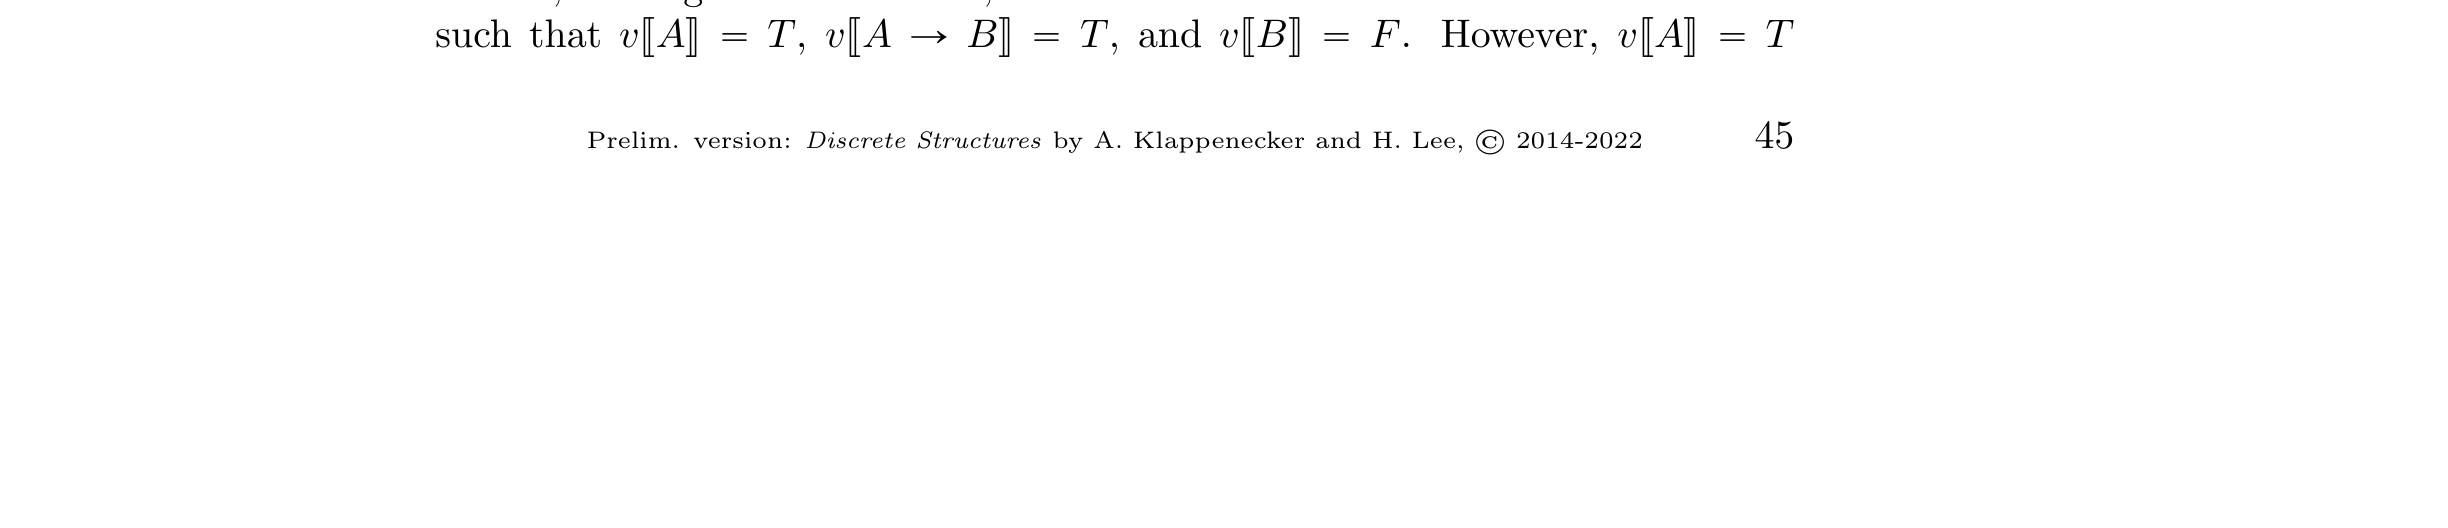 such that v⟦A⟧ = T, v⟦A → B⟧ = T, and v⟦B⟧ = F. However, v⟦A⟧ = T
Prelim. version: Discrete Structures by A. Klappenecker and H. Lee, © 2014-2022 45